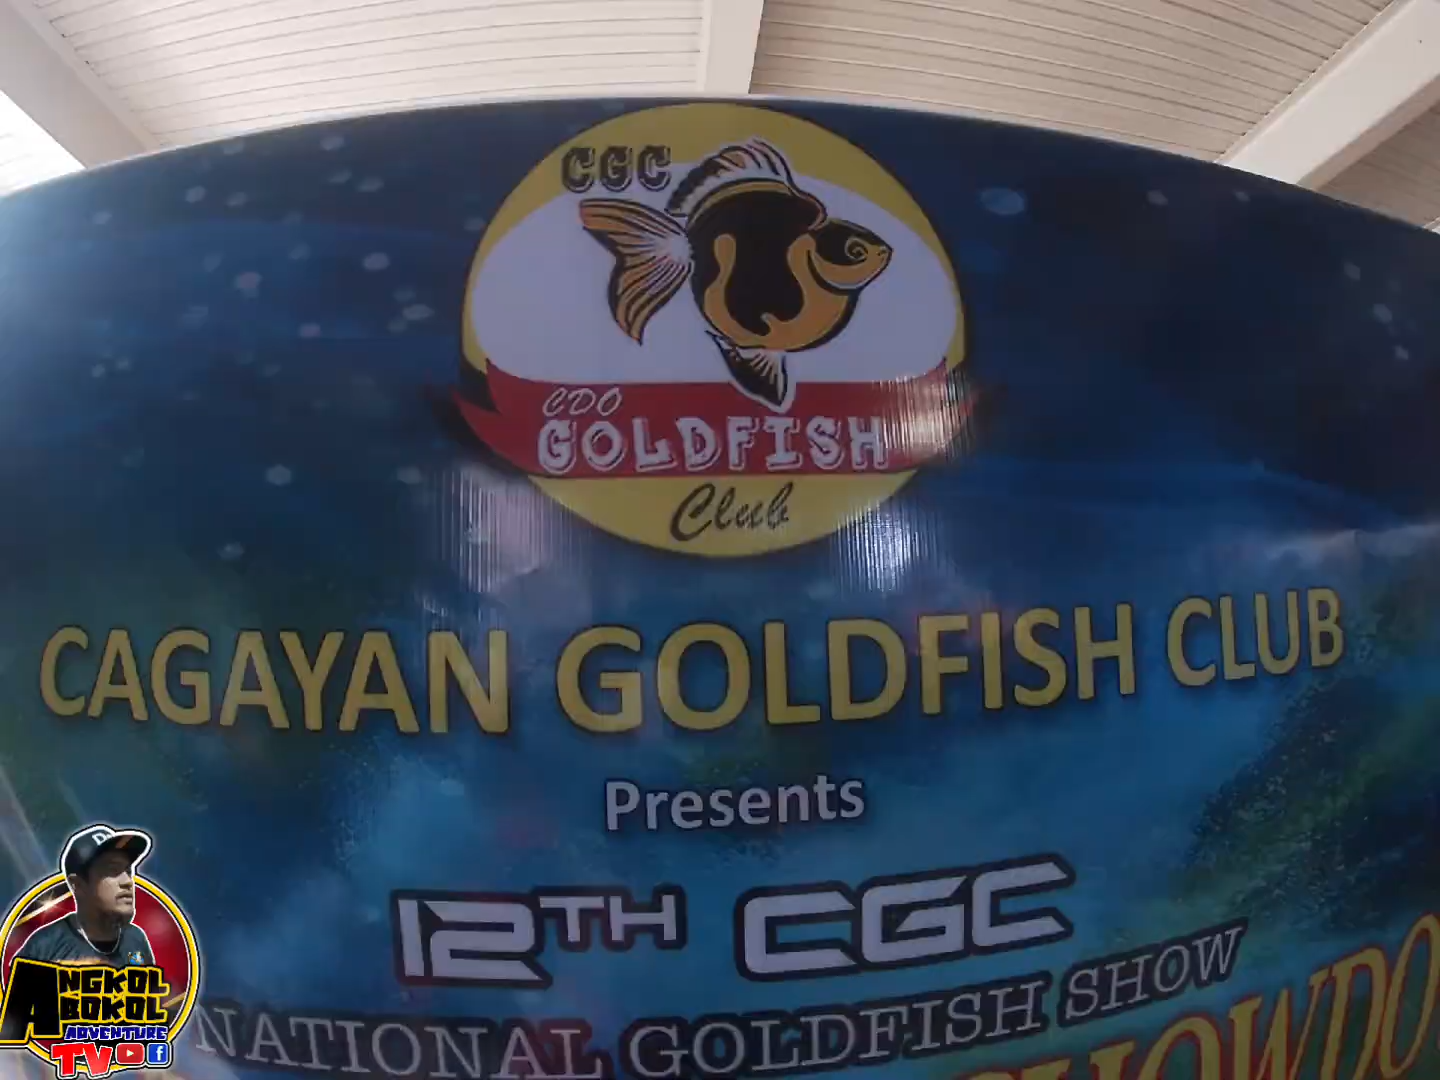 CGC
CDO
GOLDFISH
Club
CAGAYAN GOLDFISH CLUB
Presents
12TH CGC
NATIONAL GOLDFISH SHOW
ANGKOL
BOKOL
ADVENTURE
TV